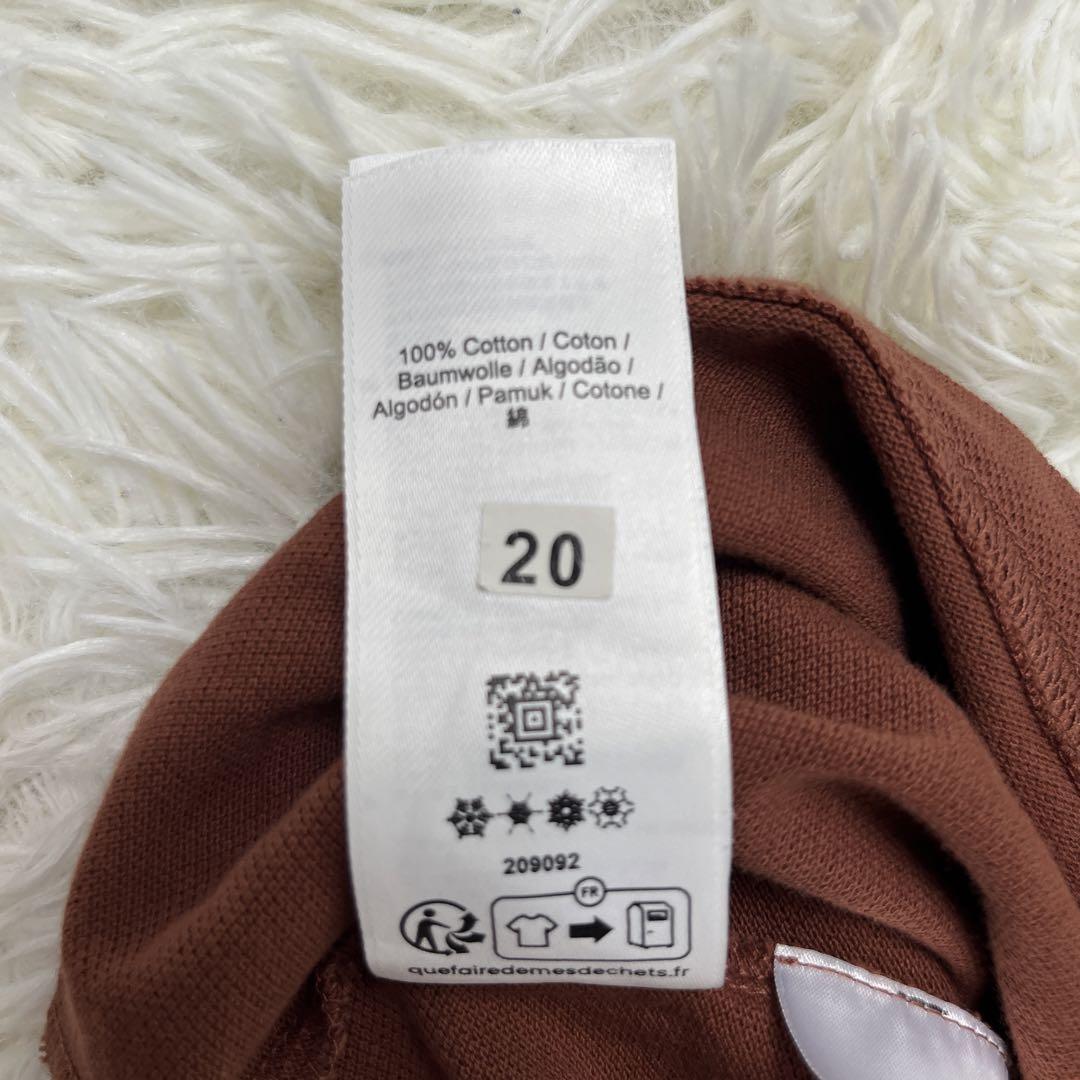 100% Cotton / Coton /
Baumwolle / Algodão /
Algodón / Pamuk / Cotone /
綿
20
209092
FR
quefairedemesdechets.fr